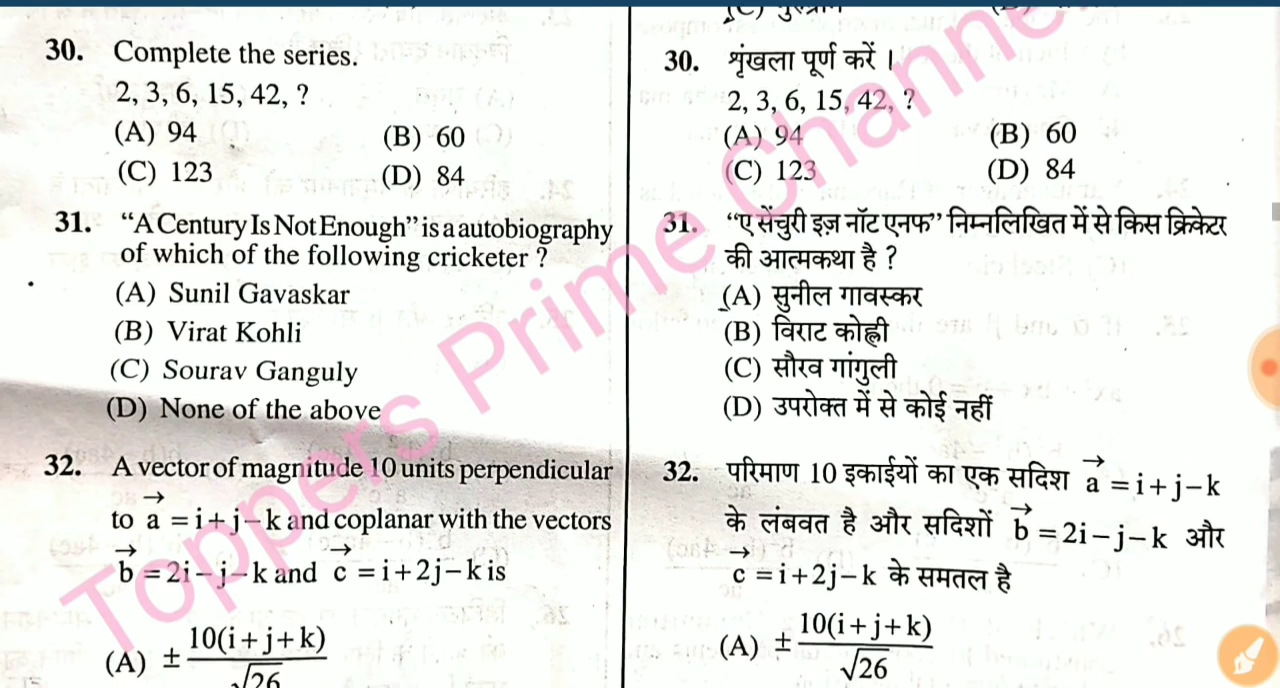 30. Complete the series.
2, 3, 6, 15, 42, ?
(A) 94 (B) 60
(C) 123 (D) 84
31. “A Century Is Not Enough” is a autobiography
of which of the following cricketer ?
(A) Sunil Gavaskar
(B) Virat Kohli
(C) Sourav Ganguly
(D) None of the above
32. A vector of magnitude 10 units perpendicular
to a⃗ = i + j – k and coplanar with the vectors
b⃗ = 2i – j – k and c⃗ = i + 2j – k is
(A) ± 10(i + j + k)
√26
30. शृंखला पूर्ण करें ।
2, 3, 6, 15, 42, ?
(A) 94 (B) 60
(C) 123 (D) 84
31. “ए सेंचुरी इज़ नॉट एनफ” निम्नलिखित में से किस क्रिकेटर
की आत्मकथा है ?
(A) सुनील गावस्कर
(B) विराट कोह्ली
(C) सौरव गांगुली
(D) उपरोक्त में से कोई नहीं
32. परिमाण 10 इकाईयों का एक सदिश a⃗ = i + j – k
के लंबवत है और सदिशों b⃗ = 2i – j – k और
c⃗ = i + 2j – k के समतल है
(A) ± 10(i + j + k)
√26
Toppers Prime Channe